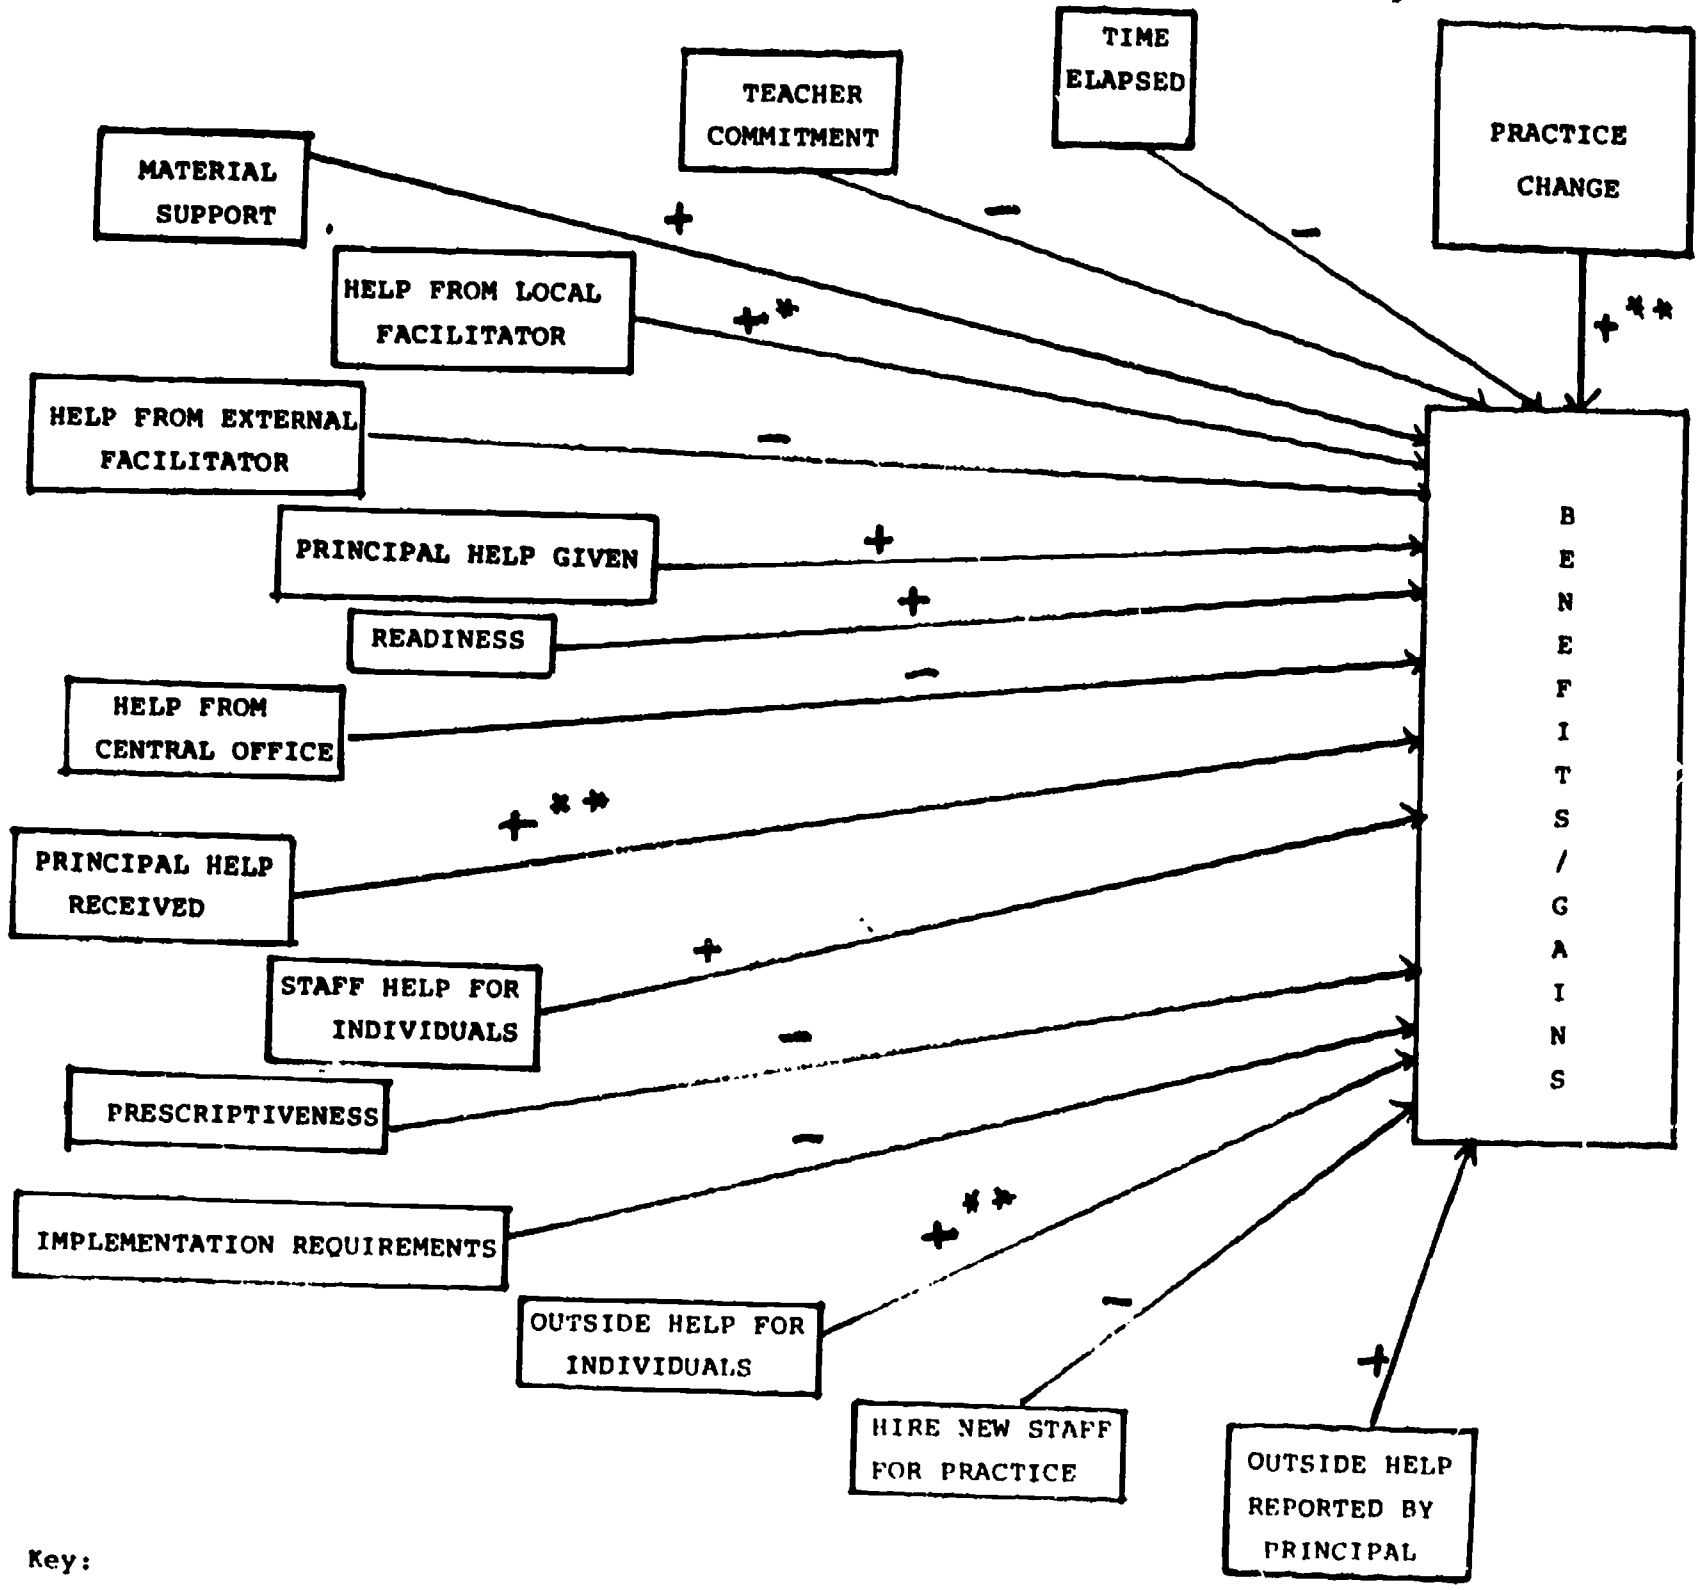 TIME
ELAPSED
TEACHER
COMMITMENT
PRACTICE
CHANGE
MATERIAL
SUPPORT
+
−
−
HELP FROM LOCAL
FACILITATOR
+*
+**
HELP FROM EXTERNAL
FACILITATOR
−
PRINCIPAL HELP GIVEN
+
READINESS
+
HELP FROM
CENTRAL OFFICE
−
PRINCIPAL HELP
RECEIVED
+**
STAFF HELP FOR
INDIVIDUALS
+
PRESCRIPTIVENESS
−
IMPLEMENTATION REQUIREMENTS
−
OUTSIDE HELP FOR
INDIVIDUALS
+**
HIRE NEW STAFF
FOR PRACTICE
−
OUTSIDE HELP
REPORTED BY
PRINCIPAL
+
B
E
N
E
F
I
T
S
/
G
A
I
N
S
Key: